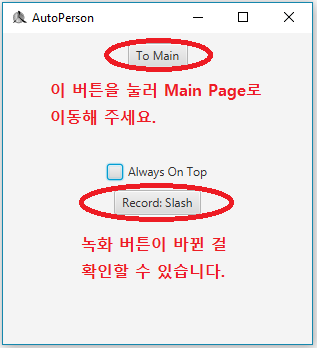 AutoPerson
To Main
이 버튼을 눌러 Main Page로
이동해 주세요.
Always On Top
Record: Slash
녹화 버튼이 바뀐 걸
확인할 수 있습니다.